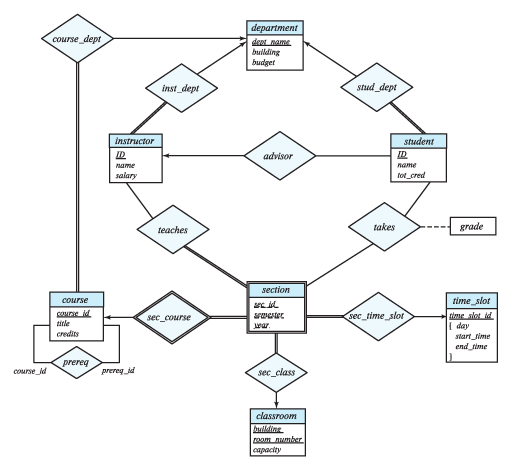 department
course_dept
dept_name
building
budget
inst_dept
stud_dept
instructor
ID
name
salary
advisor
student
ID
name
tot_cred
teaches
takes
grade
section
sec_id
semester
year
course
course_id
title
credits
sec_course
sec_time_slot
time_slot
time_slot_id
{ day
start_time
end_time
}
prereq
course_id
prereq_id
sec_class
classroom
building
room_number
capacity